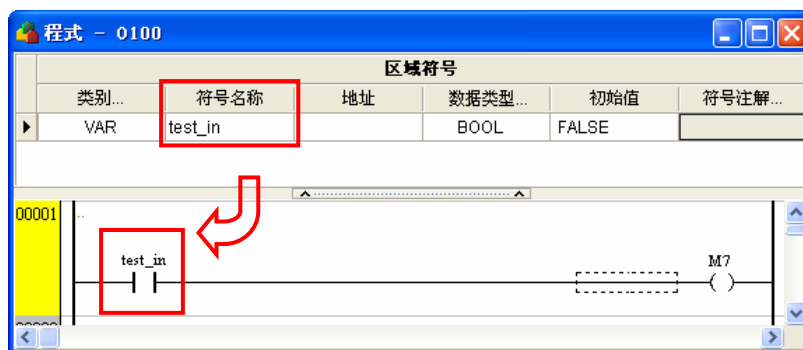 程式 - 0100
区域符号
类别... 符号名称 地址 数据类型... 初始值 符号注解...
VAR test_in BOOL FALSE
00001
test_in M7